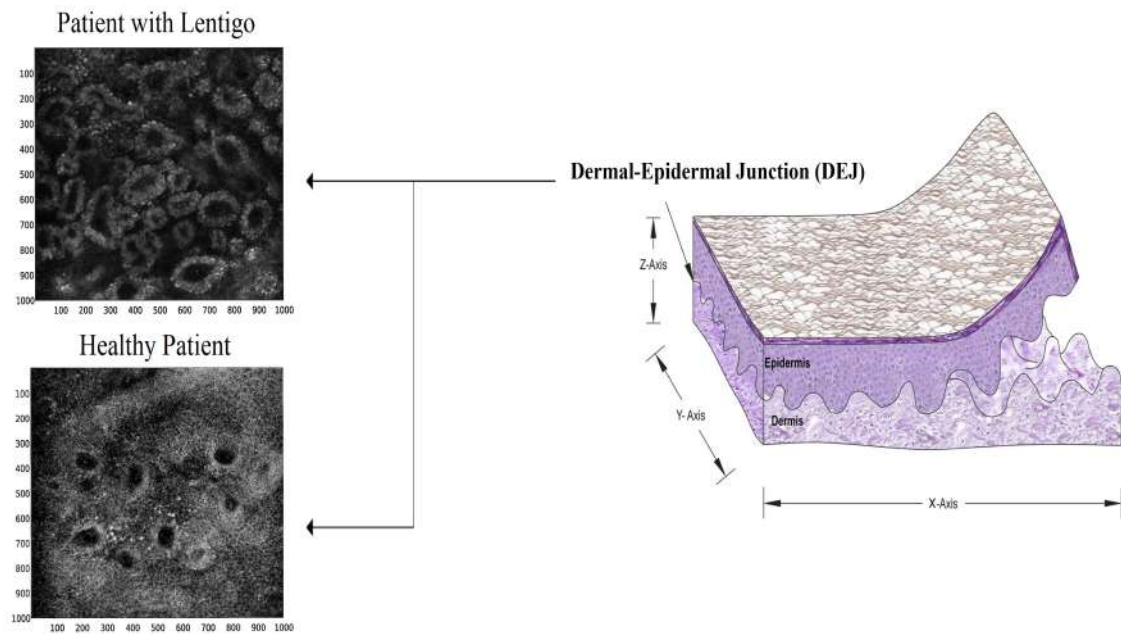 Patient with Lentigo
100
200
300
400
500
600
700
800
900
1000
100 200 300 400 500 600 700 800 900 1000
Healthy Patient
100
200
300
400
500
600
700
800
900
1000
100 200 300 400 500 600 700 800 900 1000
Dermal-Epidermal Junction (DEJ)
Z-Axis
Epidermis
Y- Axis
Dermis
X-Axis